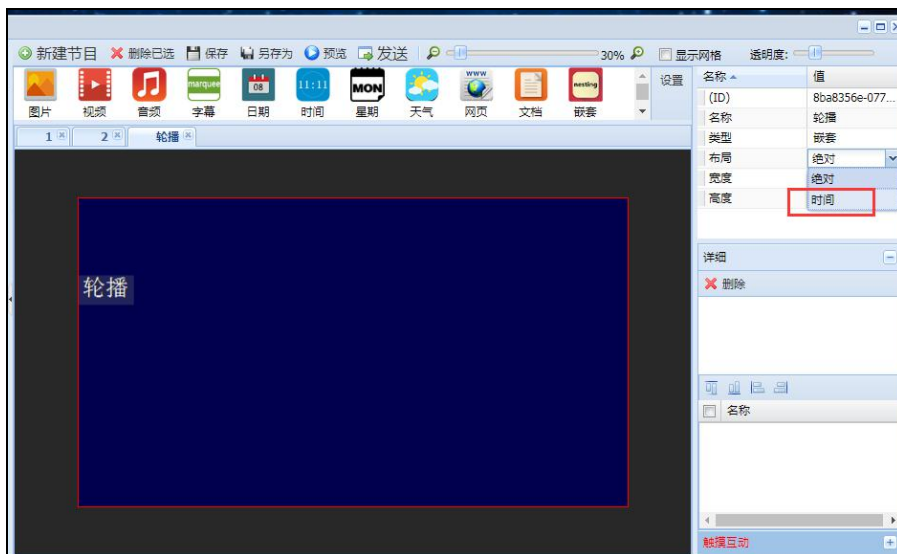 新建节目 删除已选 保存 另存为 预览 发送 30% 显示网格 透明度:
marquee 08 11:11 MON www nesting
图片 视频 音频 字幕 日期 时间 星期 天气 网页 文档 嵌套 设置
1 2 轮播
轮播
名称 值
(ID) 8ba8356e-077...
名称 轮播
类型 嵌套
布局 绝对
宽度 绝对
高度 时间
详细
删除
名称
触摸互动